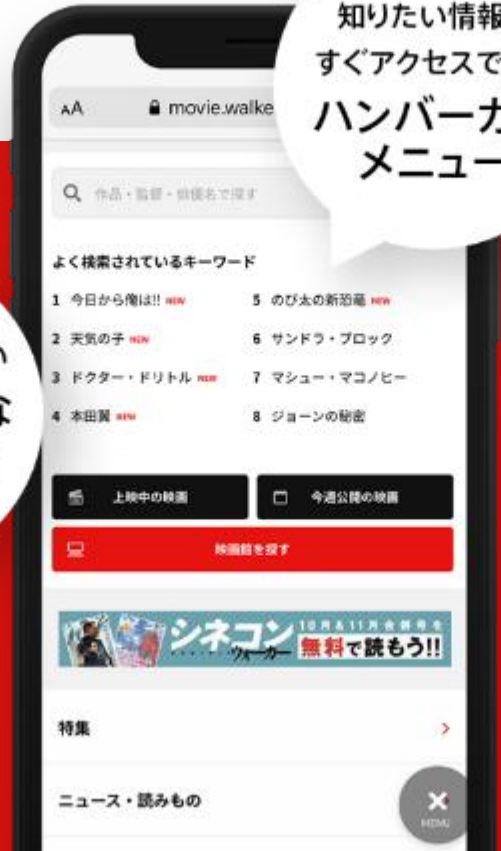 知りたい情報
すぐアクセスで
ハンバーガ
メニュー
AA movie.walke
作品・監督・俳優名で探す
よく検索されているキーワード
1 今日から俺は!! NEW
2 天気の子 NEW
3 ドクター・ドリトル NEW
4 本田翼 NEW
5 のび太の新恐竜 NEW
6 サンドラ・ブロック
7 マシュー・マコノヒー
8 ジョーンの秘密
な
上映中の映画
今週公開の映画
映画館を探す
シネコン
ウォーカー
10月&11月合併号を
無料で読もう!!
特集
ニュース・読みもの
MENU